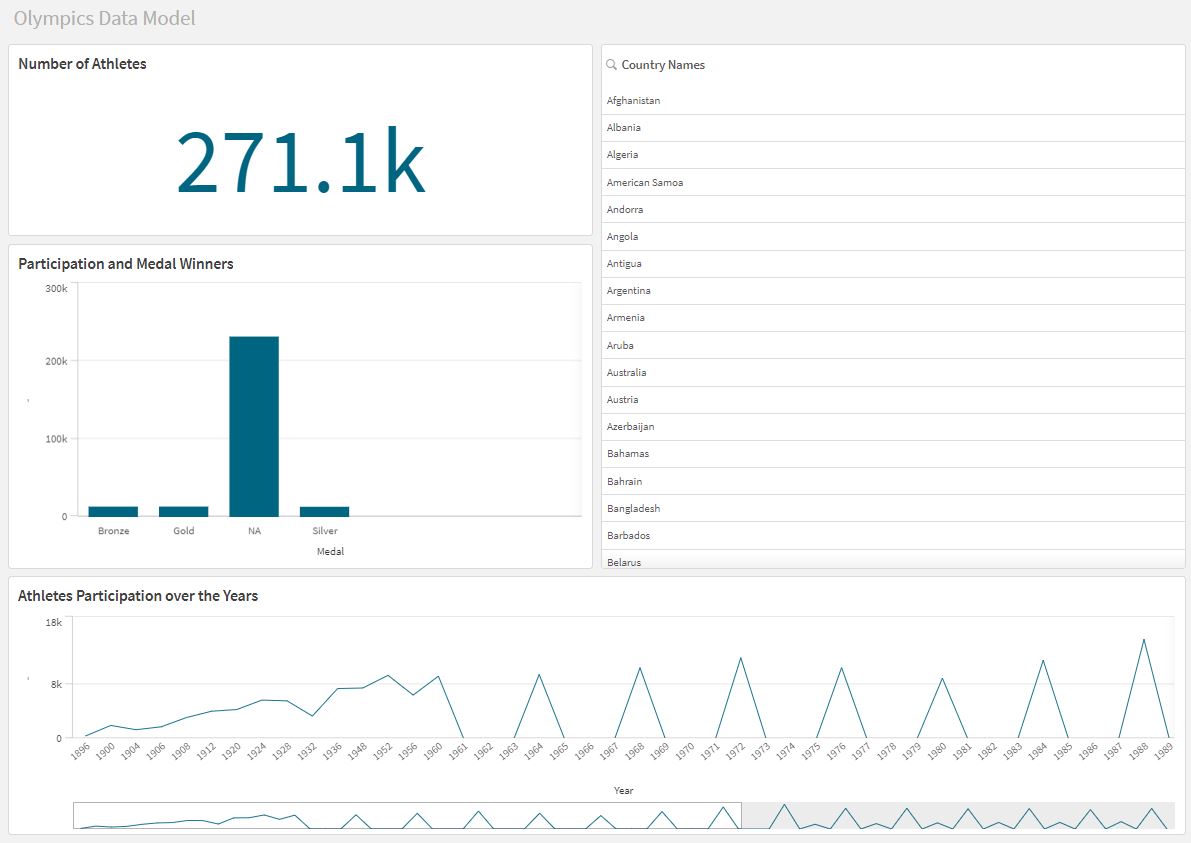 Olympics Data Model
Number of Athletes
271.1k
Participation and Medal Winners
300k
200k
100k
0
Bronze Gold NA Silver
Medal
Country Names
Afghanistan
Albania
Algeria
American Samoa
Andorra
Angola
Antigua
Argentina
Armenia
Aruba
Australia
Austria
Azerbaijan
Bahamas
Bahrain
Bangladesh
Barbados
Belarus
Athletes Participation over the Years
18k
8k
0
1896 1900 1904 1906 1908 1912 1920 1924 1928 1932 1936 1948 1952 1956 1960 1961 1962 1963 1964 1965 1966 1967 1968 1969 1970 1971 1972 1973 1974 1975 1976 1977 1978 1979 1980 1981 1982 1983 1984 1985 1986 1987 1988 1989
Year